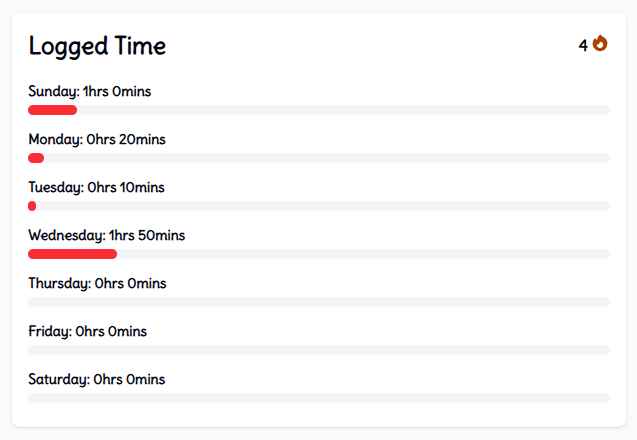 Logged Time
4
Sunday: 1hrs 0mins
Monday: 0hrs 20mins
Tuesday: 0hrs 10mins
Wednesday: 1hrs 50mins
Thursday: 0hrs 0mins
Friday: 0hrs 0mins
Saturday: 0hrs 0mins